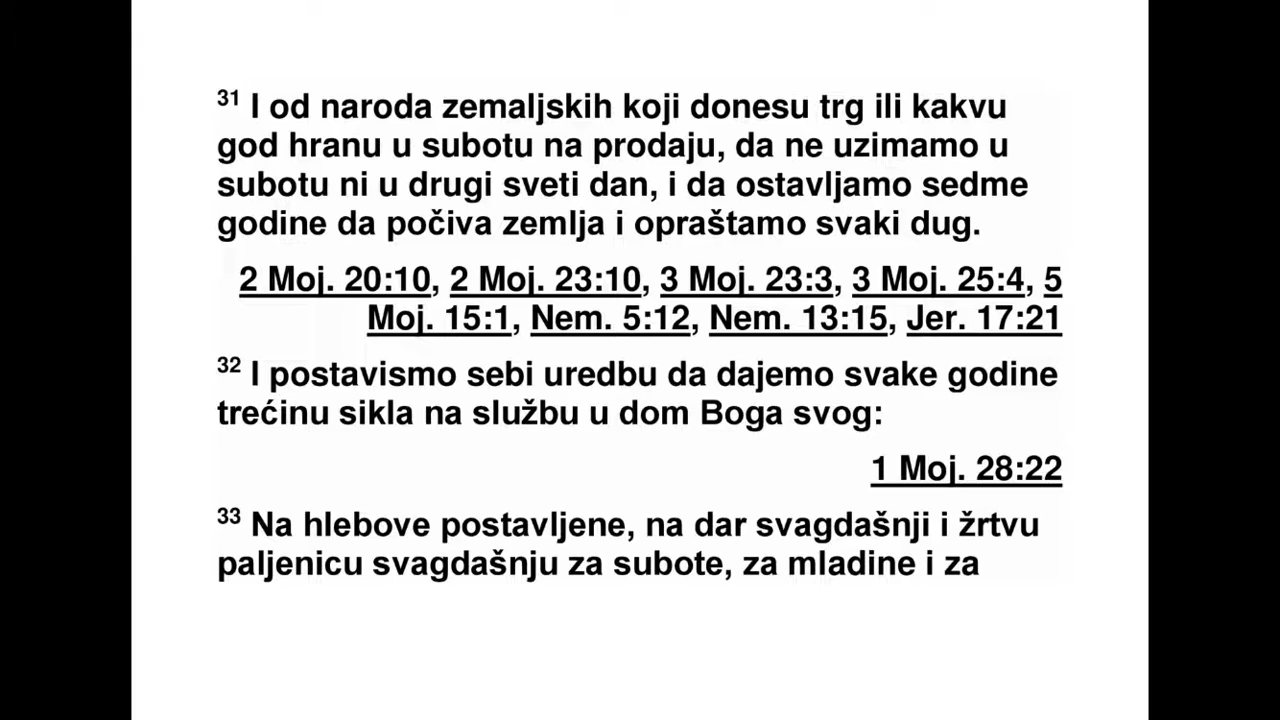 31 I od naroda zemaljskih koji donesu trg ili kakvu
god hranu u subotu na prodaju, da ne uzimamo u
subotu ni u drugi sveti dan, i da ostavljamo sedme
godine da počiva zemlja i opraštamo svaki dug.
2 Moj. 20:10, 2 Moj. 23:10, 3 Moj. 23:3, 3 Moj. 25:4, 5
Moj. 15:1, Nem. 5:12, Nem. 13:15, Jer. 17:21
32 I postavismo sebi uredbu da dajemo svake godine
trećinu sikla na službu u dom Boga svog:
1 Moj. 28:22
33 Na hlebove postavljene, na dar svagdašnji i žrtvu
paljenicu svagdašnju za subote, za mladine i za